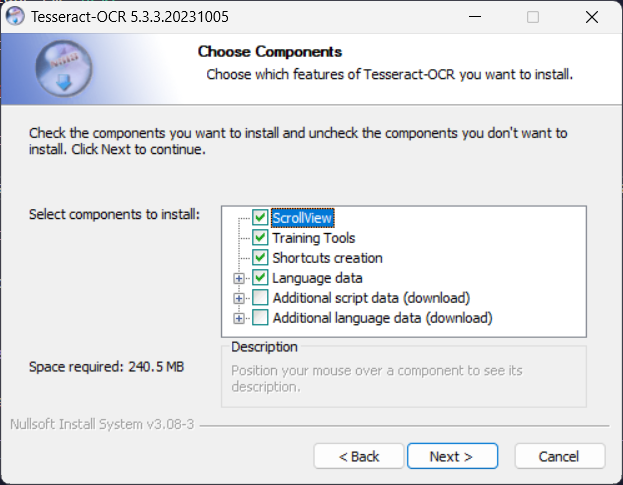 Tesseract-OCR 5.3.3.20231005
Choose Components
Choose which features of Tesseract-OCR you want to install.
Check the components you want to install and uncheck the components you don't want to
install. Click Next to continue.
Select components to install:
ScrollView
Training Tools
Shortcuts creation
Language data
Additional script data (download)
Additional language data (download)
Space required: 240.5 MB
Description
Position your mouse over a component to see its
description.
Nullsoft Install System v3.08-3
< Back
Next >
Cancel